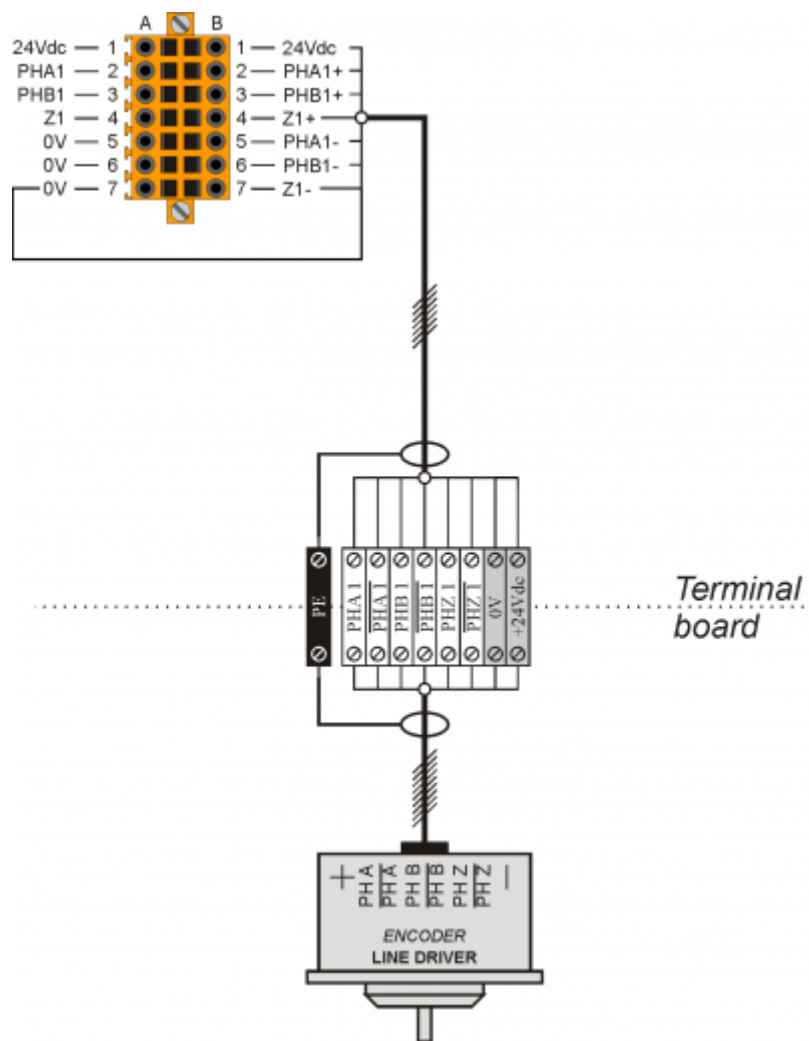 A B
24Vdc — 1 1 — 24Vdc
PHA1 — 2 2 — PHA1+
PHB1 — 3 3 — PHB1+
Z1 — 4 4 — Z1+
0V — 5 5 — PHA1-
0V — 6 6 — PHB1-
0V — 7 7 — Z1-
PE
PHA 1
PHA 1
PHB 1
PHB 1
PHZ 1
PHZ 1
0V
+24Vdc
Terminal
board
+
PH A
PH A
PH B
PH B
PH Z
PH Z
—
ENCODER
LINE DRIVER